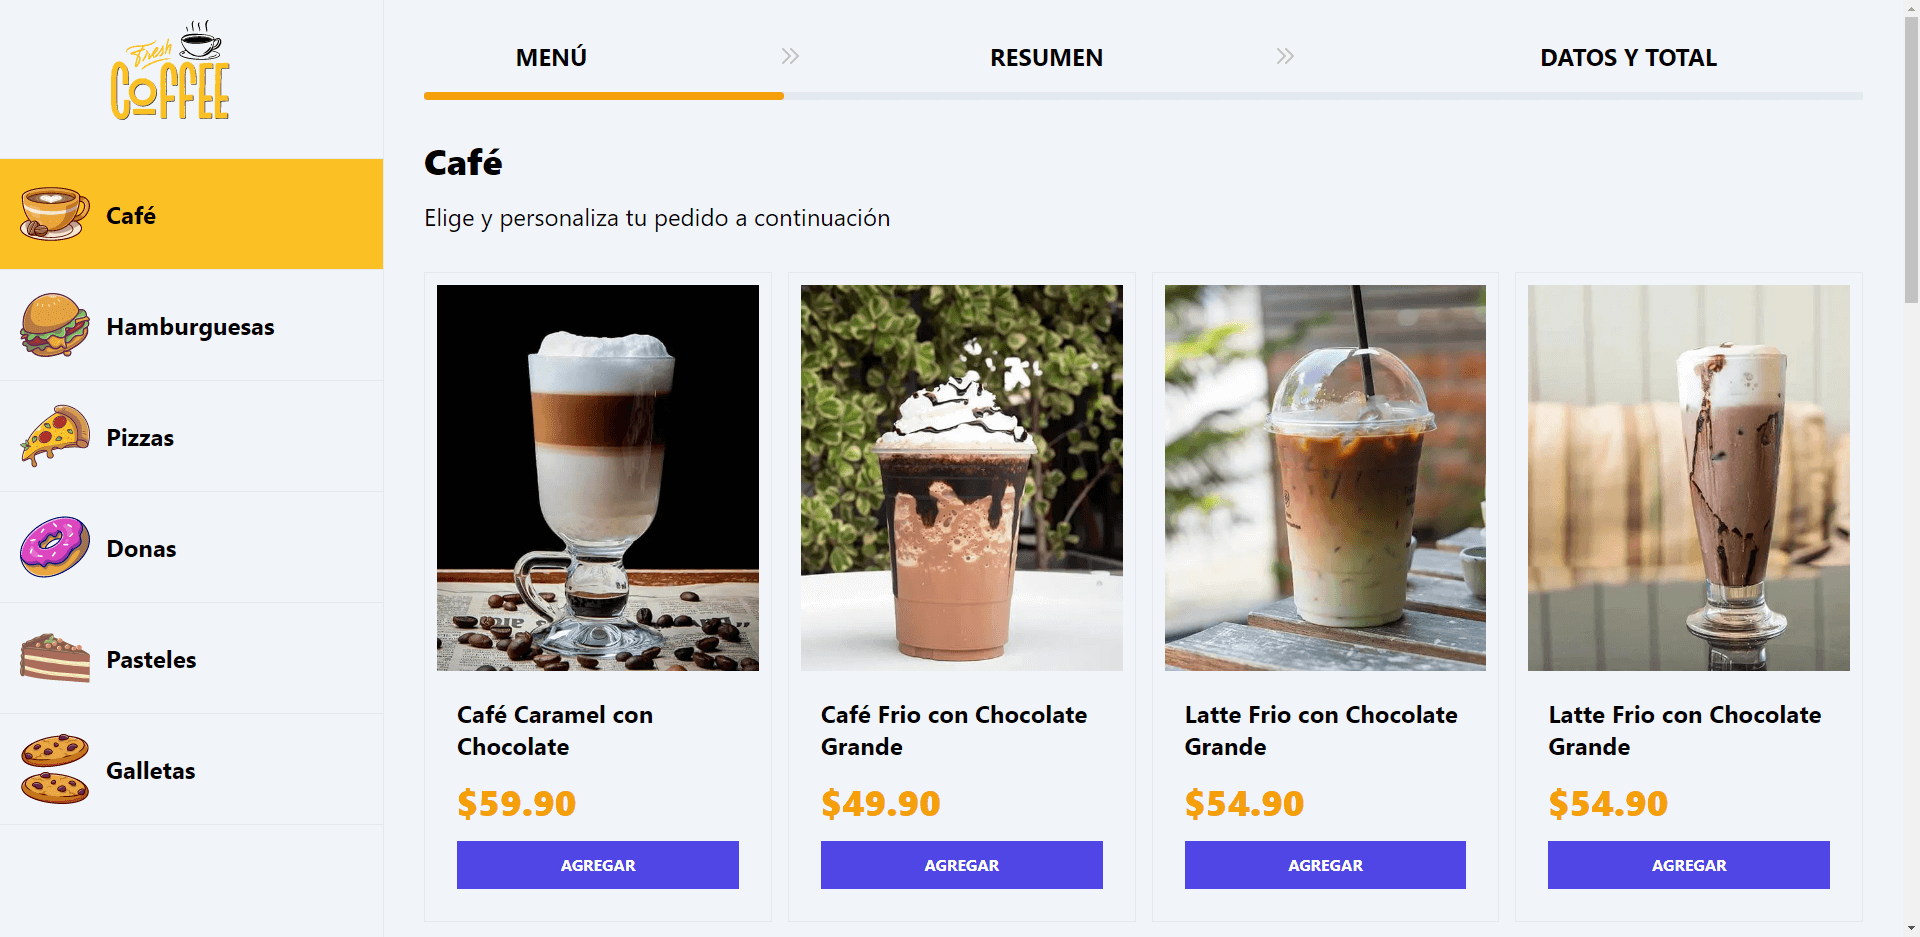 Fresh
COFFEE
MENÚ
RESUMEN
DATOS Y TOTAL
Café
Hamburguesas
Pizzas
Donas
Pasteles
Galletas
Café
Elige y personaliza tu pedido a continuación
Café Caramel con
Chocolate
$59.90
AGREGAR
Café Frio con Chocolate
Grande
$49.90
AGREGAR
Latte Frio con Chocolate
Grande
$54.90
AGREGAR
Latte Frio con Chocolate
Grande
$54.90
AGREGAR